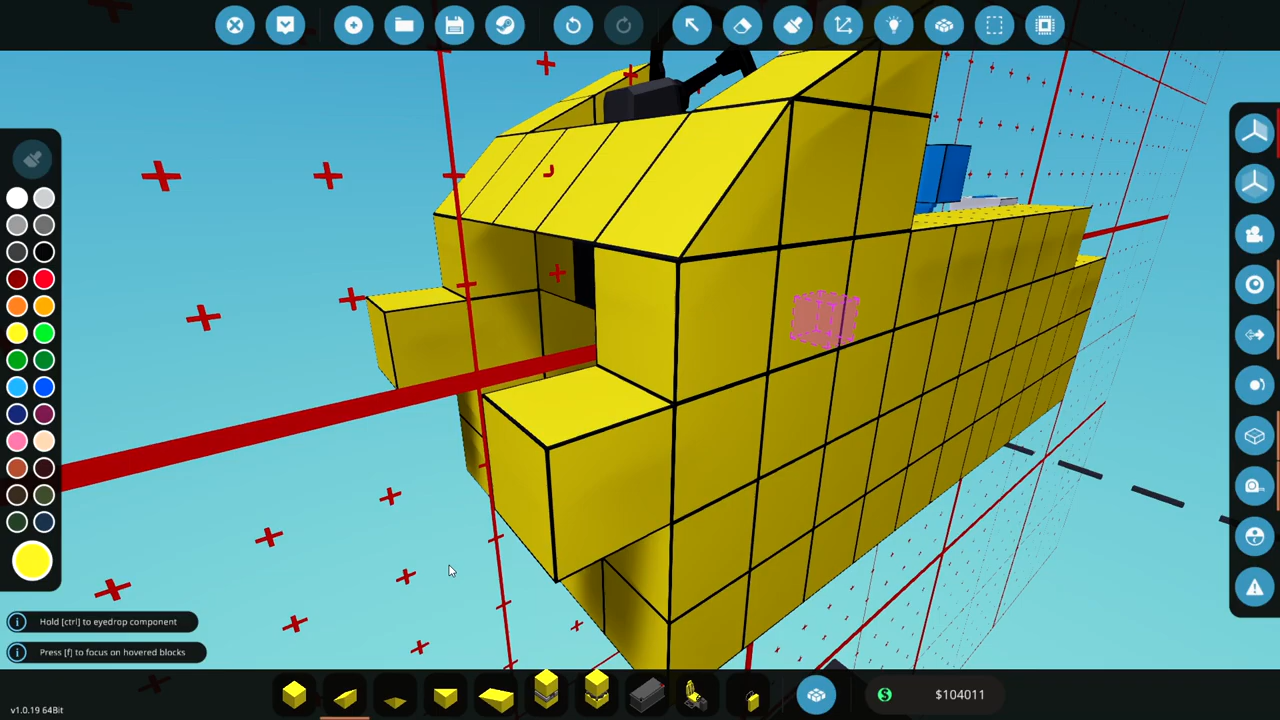 Hold [ctrl] to eyedrop component
Press [f] to focus on hovered blocks
$104011
v1.0.19 64Bit